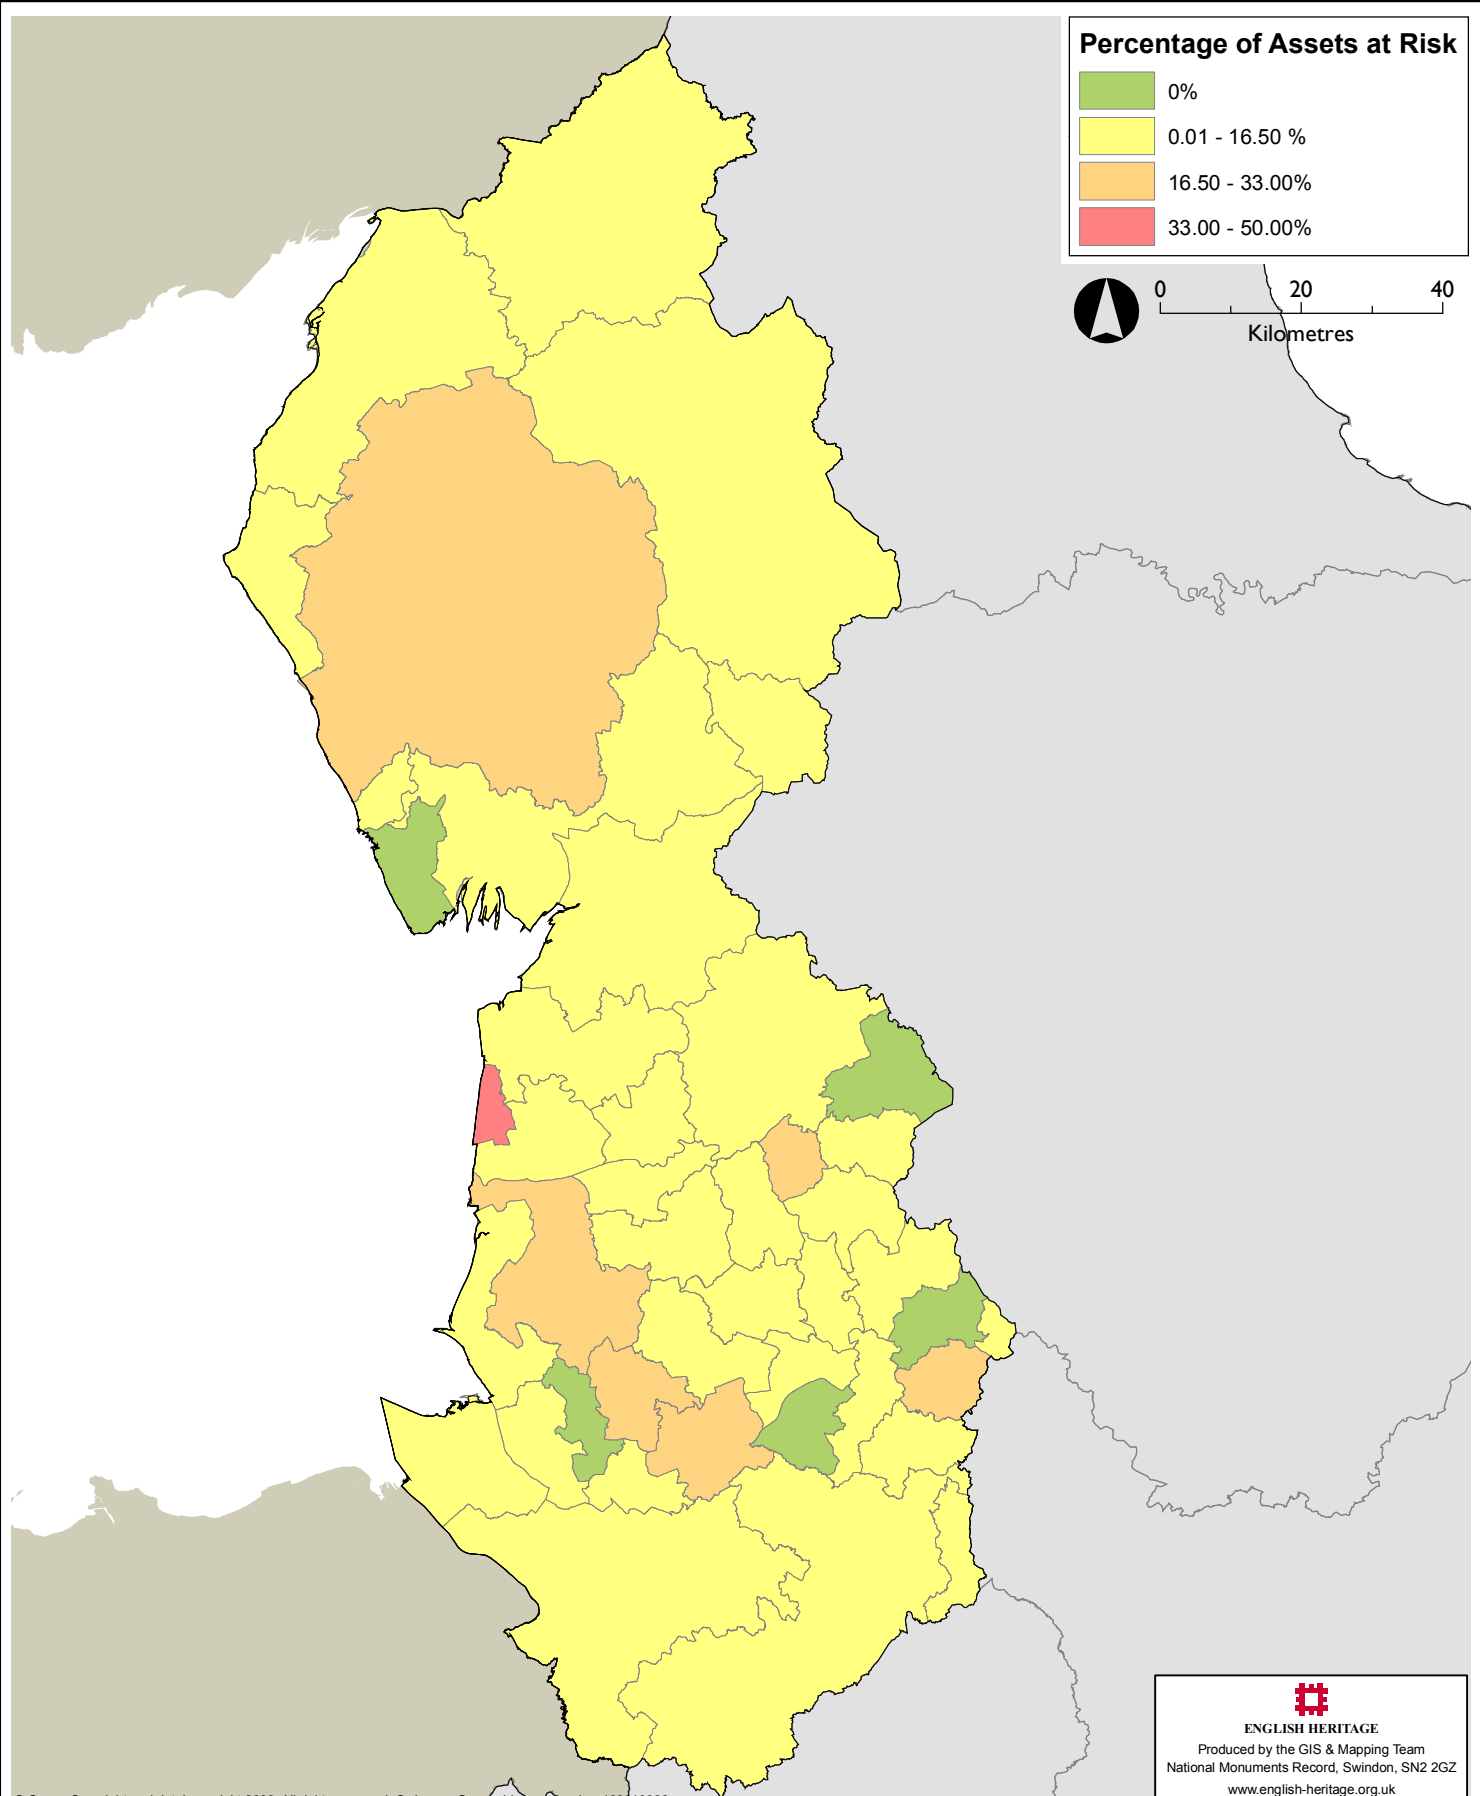 Percentage of Assets at Risk
0%
0.01 - 16.50 %
16.50 - 33.00%
33.00 - 50.00%
0 20 40
Kilometres
ENGLISH HERITAGE
Produced by the GIS & Mapping Team
National Monuments Record, Swindon, SN2 2GZ
www.english-heritage.org.uk